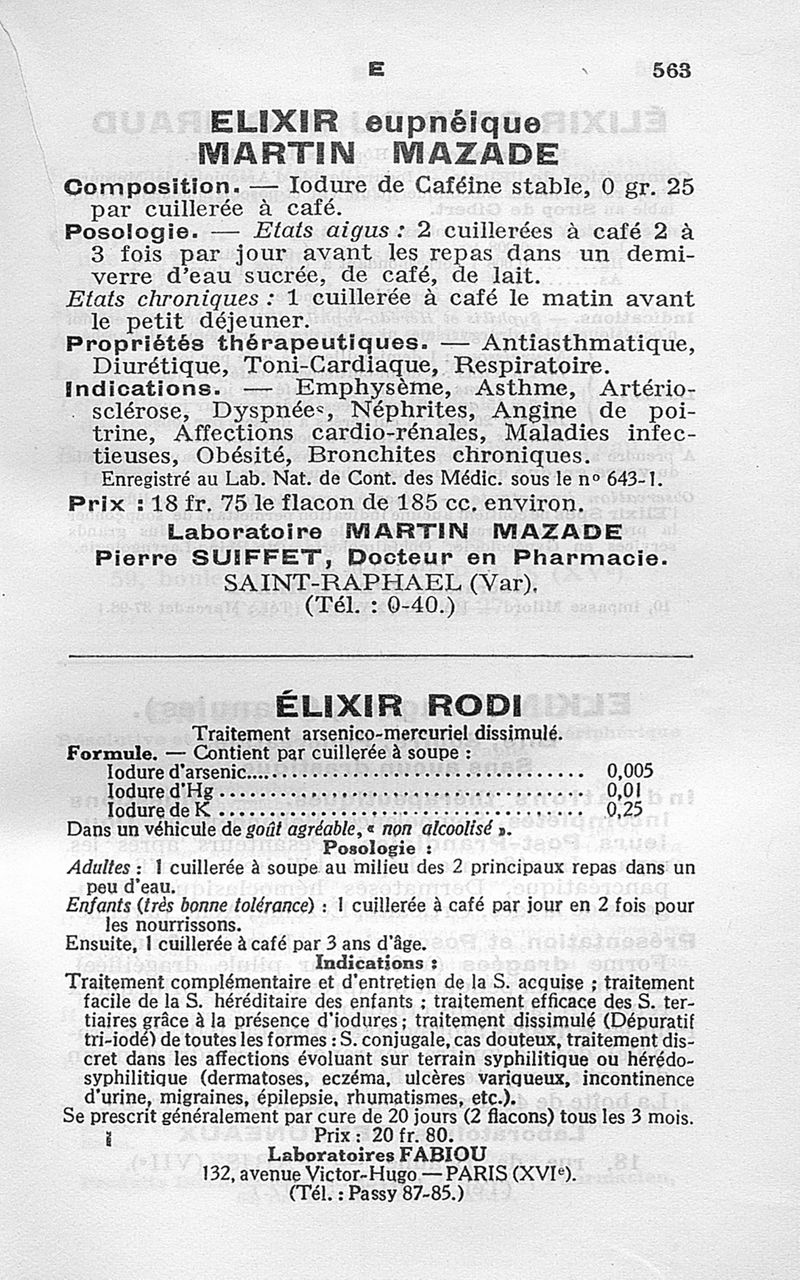 E 563
ELIXIR eupnéique
MARTIN MAZADE
Composition. — Iodure de Caféine stable, 0 gr. 25
par cuillerée à café.
Posologie. — Etats aigus : 2 cuillerées à café 2 à
3 fois par jour avant les repas dans un demi-
verre d'eau sucrée, de café, de lait.
Etats chroniques : 1 cuillerée à café le matin avant
le petit déjeuner.
Propriétés thérapeutiques. — Antiasthmatique,
Diurétique, Toni-Cardiaque, Respiratoire.
Indications. — Emphysème, Asthme, Artério-
sclérose, Dyspnées, Néphrites, Angine de poi-
trine, Affections cardio-rénales, Maladies infec-
tieuses, Obésité, Bronchites chroniques.
Enregistré au Lab. Nat. de Cont. des Médic. sous le nº 643-1.
Prix : 18 fr. 75 le flacon de 185 cc. environ.
Laboratoire MARTIN MAZADE
Pierre SUIFFET, Docteur en Pharmacie.
SAINT-RAPHAEL (Var).
(Tél. : 0-40.)
ÉLIXIR RODI
Traitement arsenico-mercuriel dissimulé.
Formule. — Contient par cuillerée à soupe :
Iodure d'arsenic.................................. 0,005
Iodure d'Hg.................................... 0,01
Iodure de K.................................... 0,25
Dans un véhicule de goût agréable, « non alcoolisé ».
Posologie :
Adultes : 1 cuillerée à soupe au milieu des 2 principaux repas dans un
peu d'eau.
Enfants (très bonne tolérance) : 1 cuillerée à café par jour en 2 fois pour
les nourrissons.
Ensuite, 1 cuillerée à café par 3 ans d'âge.
Indications :
Traitement complémentaire et d'entretien de la S. acquise ; traitement
facile de la S. héréditaire des enfants ; traitement efficace des S. ter-
tiaires grâce à la présence d'iodures ; traitement dissimulé (Dépuratif
tri-iodé) de toutes les formes : S. conjugale, cas douteux, traitement dis-
cret dans les affections évoluant sur terrain syphilitique ou hérédo-
syphilitique (dermatoses, eczéma, ulcères variqueux, incontinence
d'urine, migraines, épilepsie, rhumatismes, etc.).
Se prescrit généralement par cure de 20 jours (2 flacons) tous les 3 mois.
Prix : 20 fr. 80.
Laboratoires FABIOU
132, avenue Victor-Hugo — PARIS (XVIe).
(Tél. : Passy 87-85.)